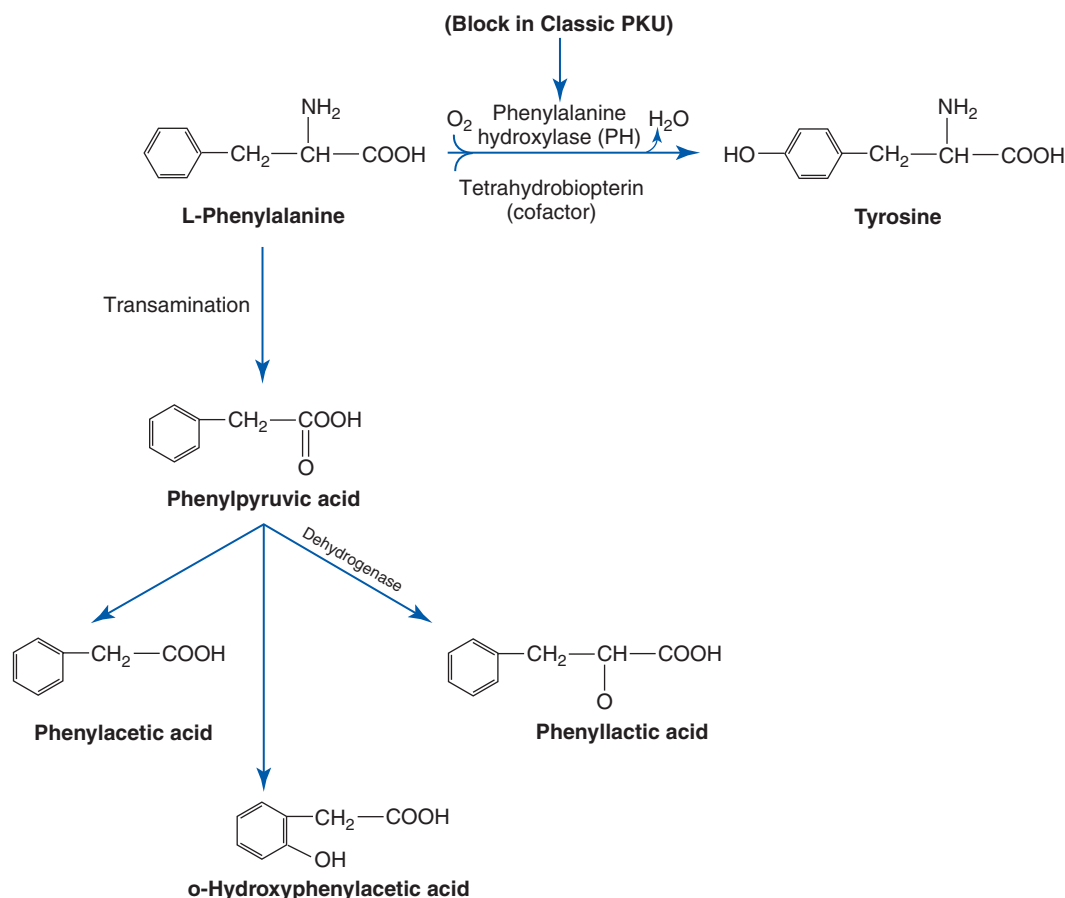 (Block in Classic PKU)
NH₂
CH₂—CH—COOH
L-Phenylalanine
O₂
Phenylalanine
hydroxylase (PH)
H₂O
Tetrahydrobiopterin
(cofactor)
NH₂
HO
CH₂—CH—COOH
Tyrosine
Transamination
CH₂—COOH
O
Phenylpyruvic acid
Dehydrogenase
CH₂—COOH
Phenylacetic acid
CH₂—CH—COOH
O
Phenyllactic acid
CH₂—COOH
OH
o-Hydroxyphenylacetic acid